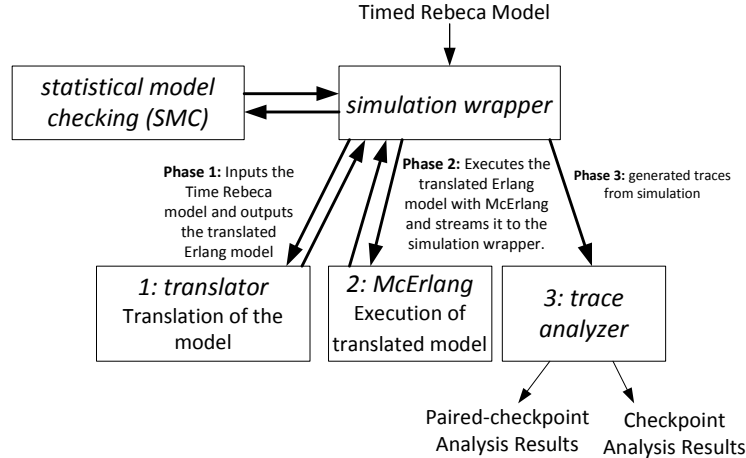 Timed Rebeca Model
statistical model
checking (SMC)
simulation wrapper
Phase 1: Inputs the
Time Rebeca
model and outputs
the translated
Erlang model
Phase 2: Executes the
translated Erlang
model with McErlang
and streams it to the
simulation wrapper.
Phase 3: generated traces
from simulation
1: translator
Translation of the
model
2: McErlang
Execution of
translated model
3: trace
analyzer
Paired-checkpoint
Analysis Results
Checkpoint
Analysis Results